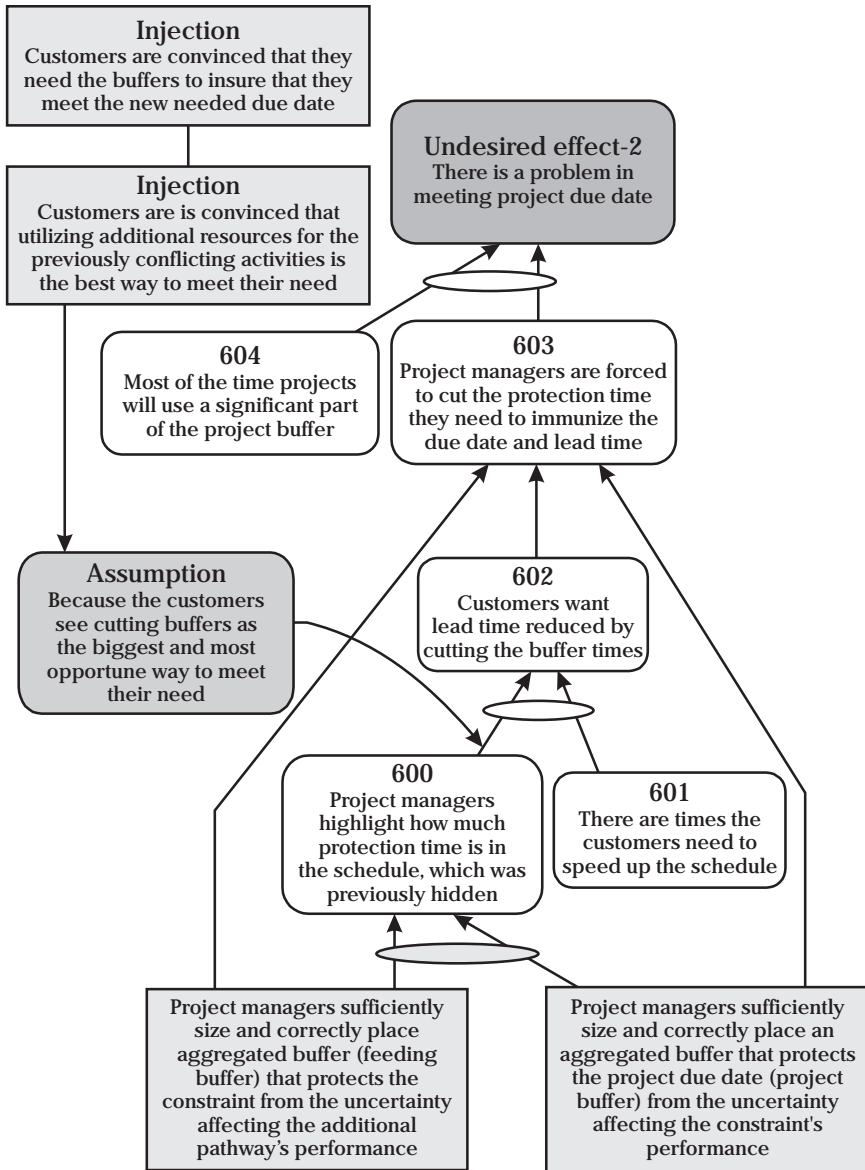 Injection
Customers are convinced that they
need the buffers to insure that they
meet the new needed due date
Injection
Customers are is convinced that
utilizing additional resources for the
previously conflicting activities is
the best way to meet their need
Undesired effect-2
There is a problem in
meeting project due date
604
Most of the time projects
will use a significant part
of the project buffer
603
Project managers are forced
to cut the protection time
they need to immunize the
due date and lead time
Assumption
Because the customers
see cutting buffers as
the biggest and most
opportune way to meet
their need
602
Customers want
lead time reduced by
cutting the buffer times
600
Project managers
highlight how much
protection time is in
the schedule, which was
previously hidden
601
There are times the
customers need to
speed up the schedule
Project managers sufficiently
size and correctly place
aggregated buffer (feeding
buffer) that protects the
constraint from the uncertainty
affecting the additional
pathway's performance
Project managers sufficiently
size and correctly place an
aggregated buffer that protects
the project due date (project
buffer) from the uncertainty
affecting the constraint's
performance